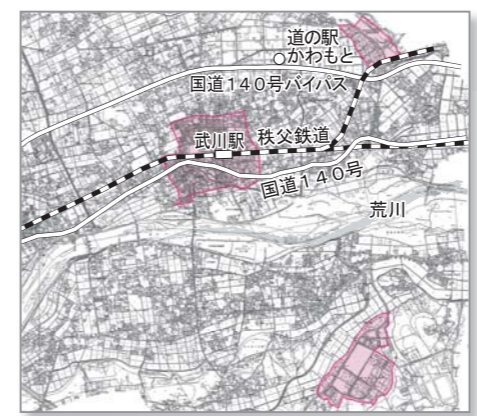 道の駅
かわもと
国道140号バイパス
武川駅
秩父鉄道
国道140号
荒川